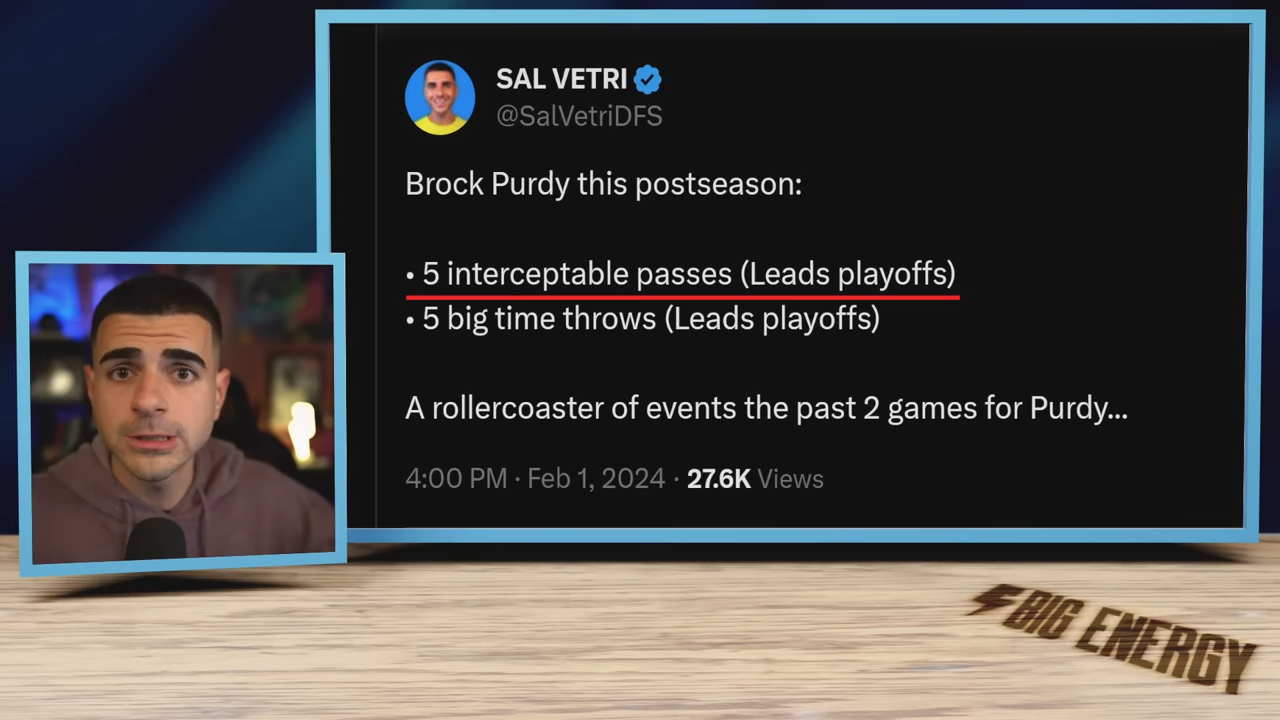 SAL VETRI
@SalVetriDFS
Brock Purdy this postseason:
• 5 interceptable passes (Leads playoffs)
• 5 big time throws (Leads playoffs)
A rollercoaster of events the past 2 games for Purdy...
4:00 PM · Feb 1, 2024 · 27.6K Views
BIG ENERGY